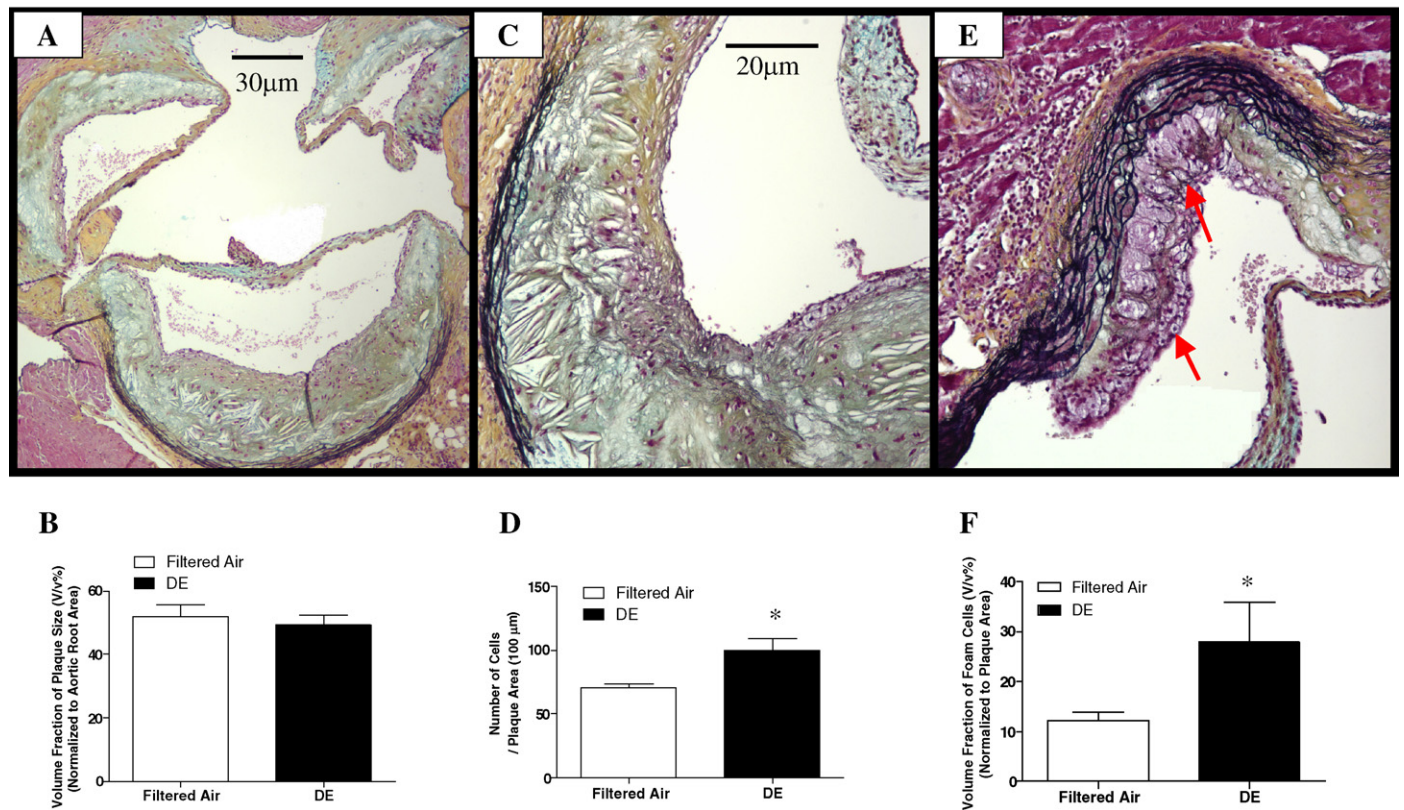 A
30μm
C
20μm
E
B
Filtered Air
DE
Volume Fraction of Plaque Size (V/v%)
(Normalized to Aortic Root Area)
60
40
20
0
Filtered Air
DE
D
Filtered Air
DE
*
Number of Cells
/ Plaque Area (100 μm)
150
100
50
0
Filtered Air
DE
F
Filtered Air
DE
*
Volume Fraction of Foam Cells (V/v%)
(Normalized to Plaque Area)
40
30
20
10
0
Filtered Air
DE